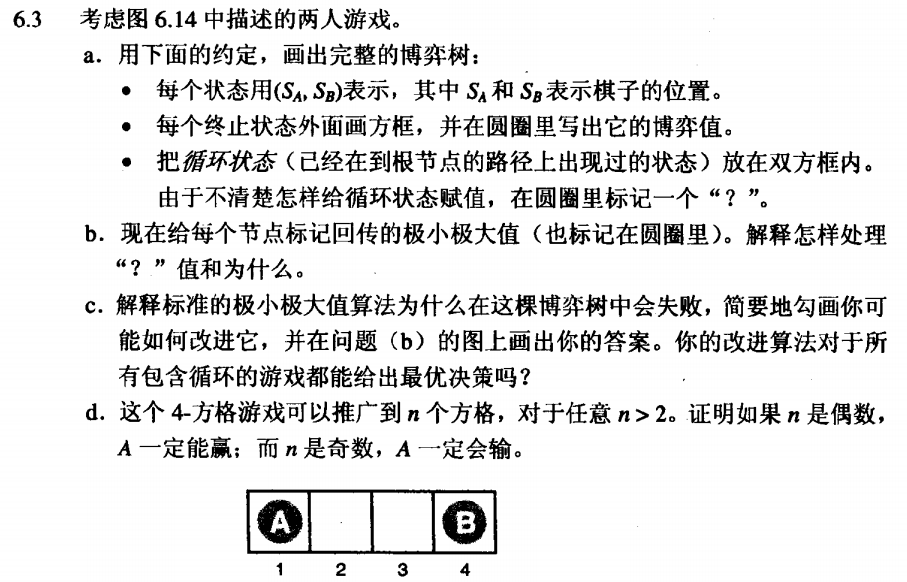 6.3 考虑图 6.14 中描述的两人游戏。
a. 用下面的约定，画出完整的博弈树：
• 每个状态用(SA, SB)表示，其中 SA 和 SB 表示棋子的位置。
• 每个终止状态外面画方框，并在圆圈里写出它的博弈值。
• 把循环状态（已经在到根节点的路径上出现过的状态）放在双方框内。
由于不清楚怎样给循环状态赋值，在圆圈里标记一个“？”。
b. 现在给每个节点标记回传的极小极大值（也标记在圆圈里）。解释怎样处理
“？”值和为什么。
c. 解释标准的极小极大值算法为什么在这棵博弈树中会失败，简要地勾画你可
能如何改进它，并在问题（b）的图上画出你的答案。你的改进算法对于所
有包含循环的游戏都能给出最优决策吗？
d. 这个 4-方格游戏可以推广到 n 个方格，对于任意 n > 2。证明如果 n 是偶数，
A 一定能赢；而 n 是奇数，A 一定会输。
A B
1 2 3 4